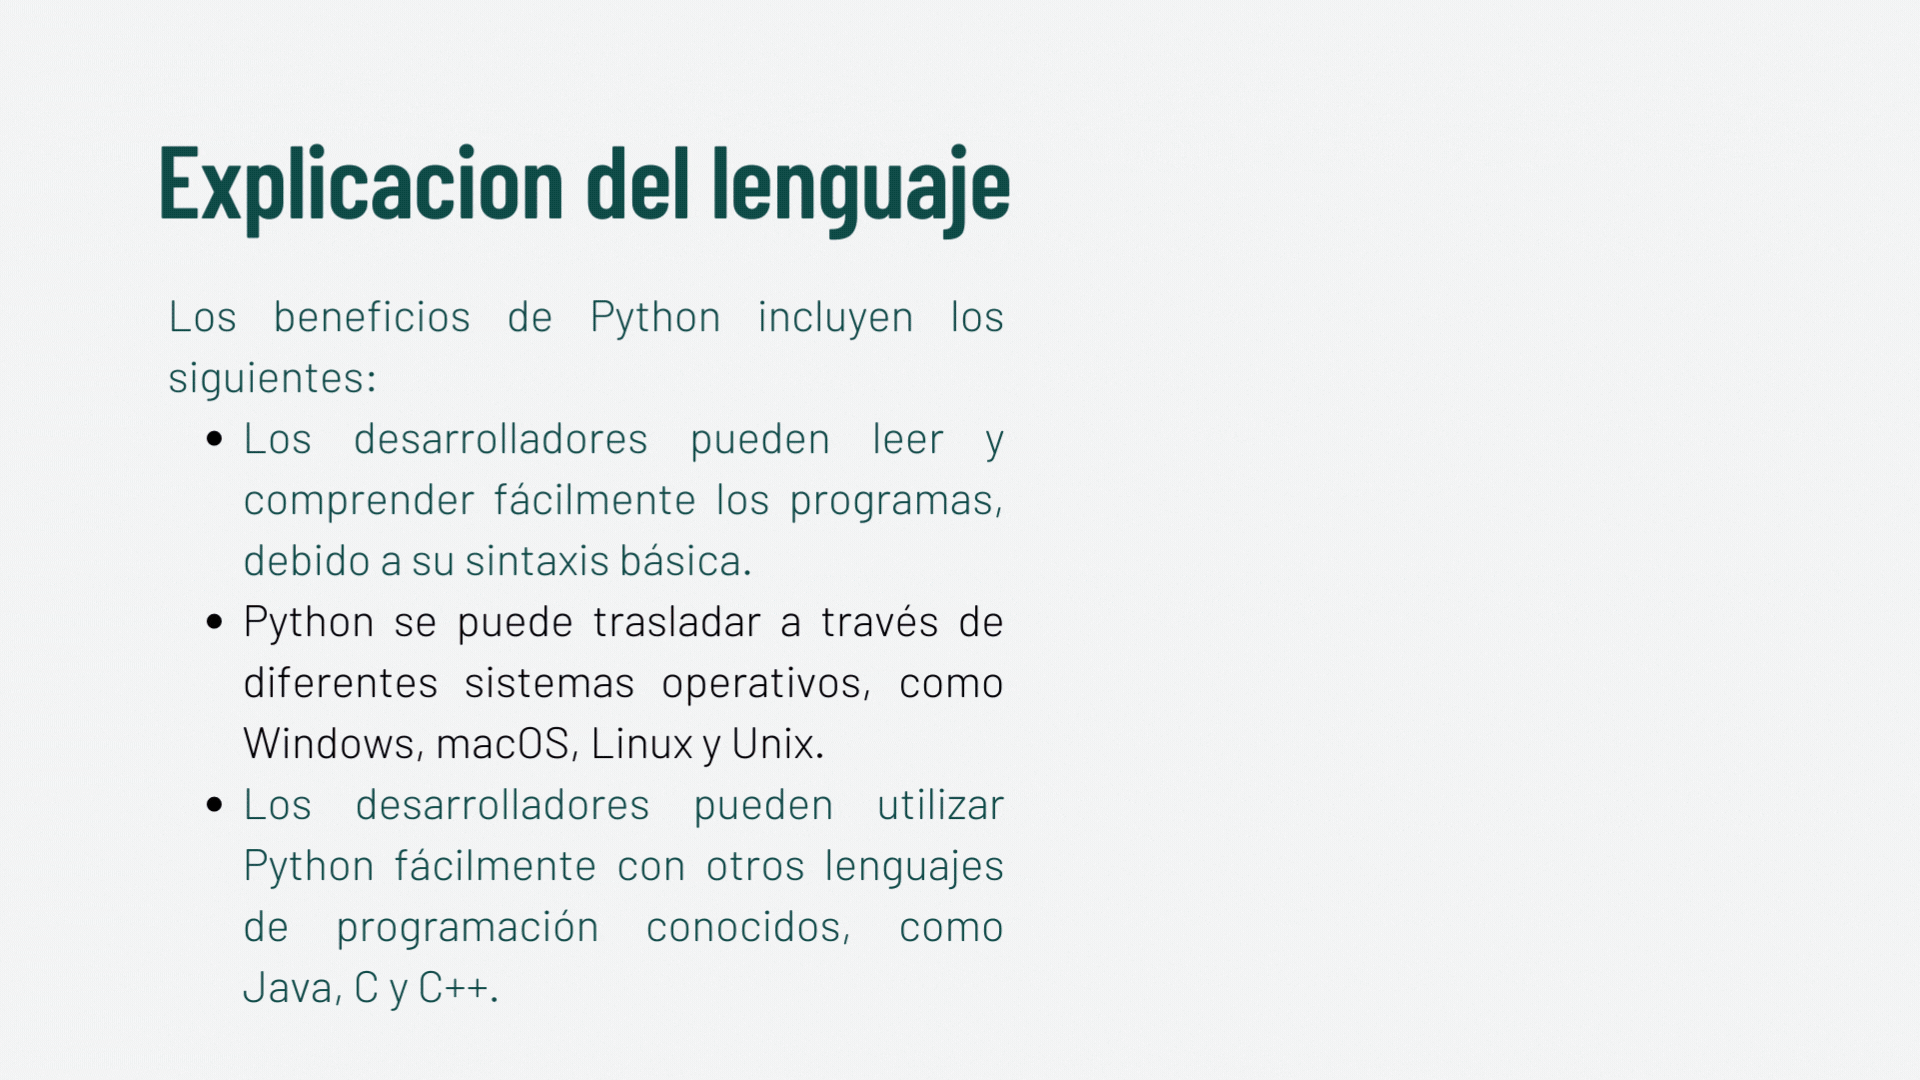 Explicacion del lenguaje
Los beneficios de Python incluyen los
siguientes:
• Los desarrolladores pueden leer y
comprender fácilmente los programas,
debido a su sintaxis básica.
• Python se puede trasladar a través de
diferentes sistemas operativos, como
Windows, macOS, Linux y Unix.
• Los desarrolladores pueden utilizar
Python fácilmente con otros lenguajes
de programación conocidos, como
Java, C y C++.